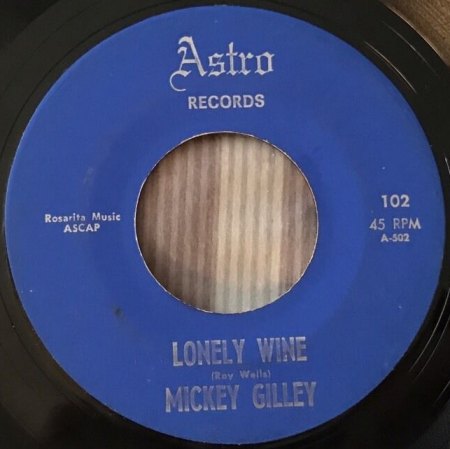 Astro
RECORDS
Rosarita Music
ASCAP
102
45 RPM
A-502
LONELY WINE
(Roy Wells)
MICKEY GILLEY